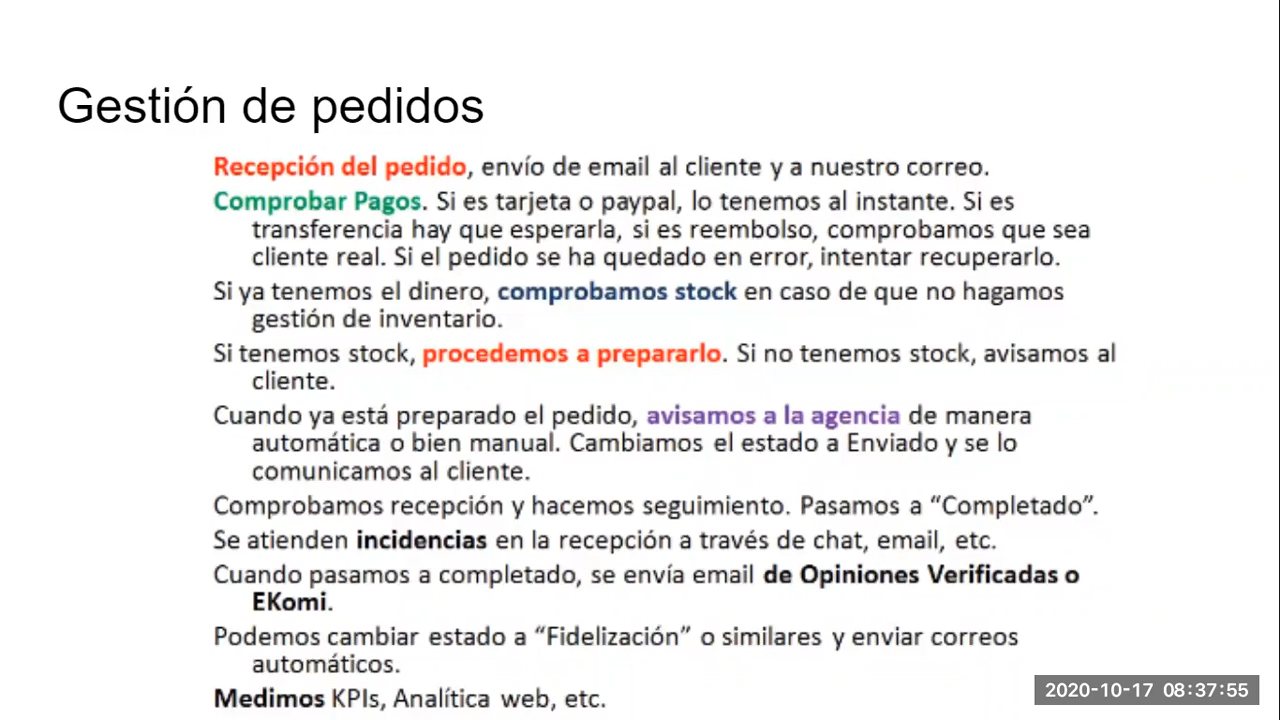 Gestión de pedidos
Recepción del pedido, envío de email al cliente y a nuestro correo.
Comprobar Pagos. Si es tarjeta o paypal, lo tenemos al instante. Si es
transferencia hay que esperarla, si es reembolso, comprobamos que sea
cliente real. Si el pedido se ha quedado en error, intentar recuperarlo.
Si ya tenemos el dinero, comprobamos stock en caso de que no hagamos
gestión de inventario.
Si tenemos stock, procedemos a prepararlo. Si no tenemos stock, avisamos al
cliente.
Cuando ya está preparado el pedido, avisamos a la agencia de manera
automática o bien manual. Cambiamos el estado a Enviado y se lo
comunicamos al cliente.
Comprobamos recepción y hacemos seguimiento. Pasamos a “Completado”.
Se atienden incidencias en la recepción a través de chat, email, etc.
Cuando pasamos a completado, se envía email de Opiniones Verificadas o
EKomi.
Podemos cambiar estado a “Fidelización” o similares y enviar correos
automáticos.
Medimos KPIs, Analítica web, etc.
2020-10-17 08:37:55